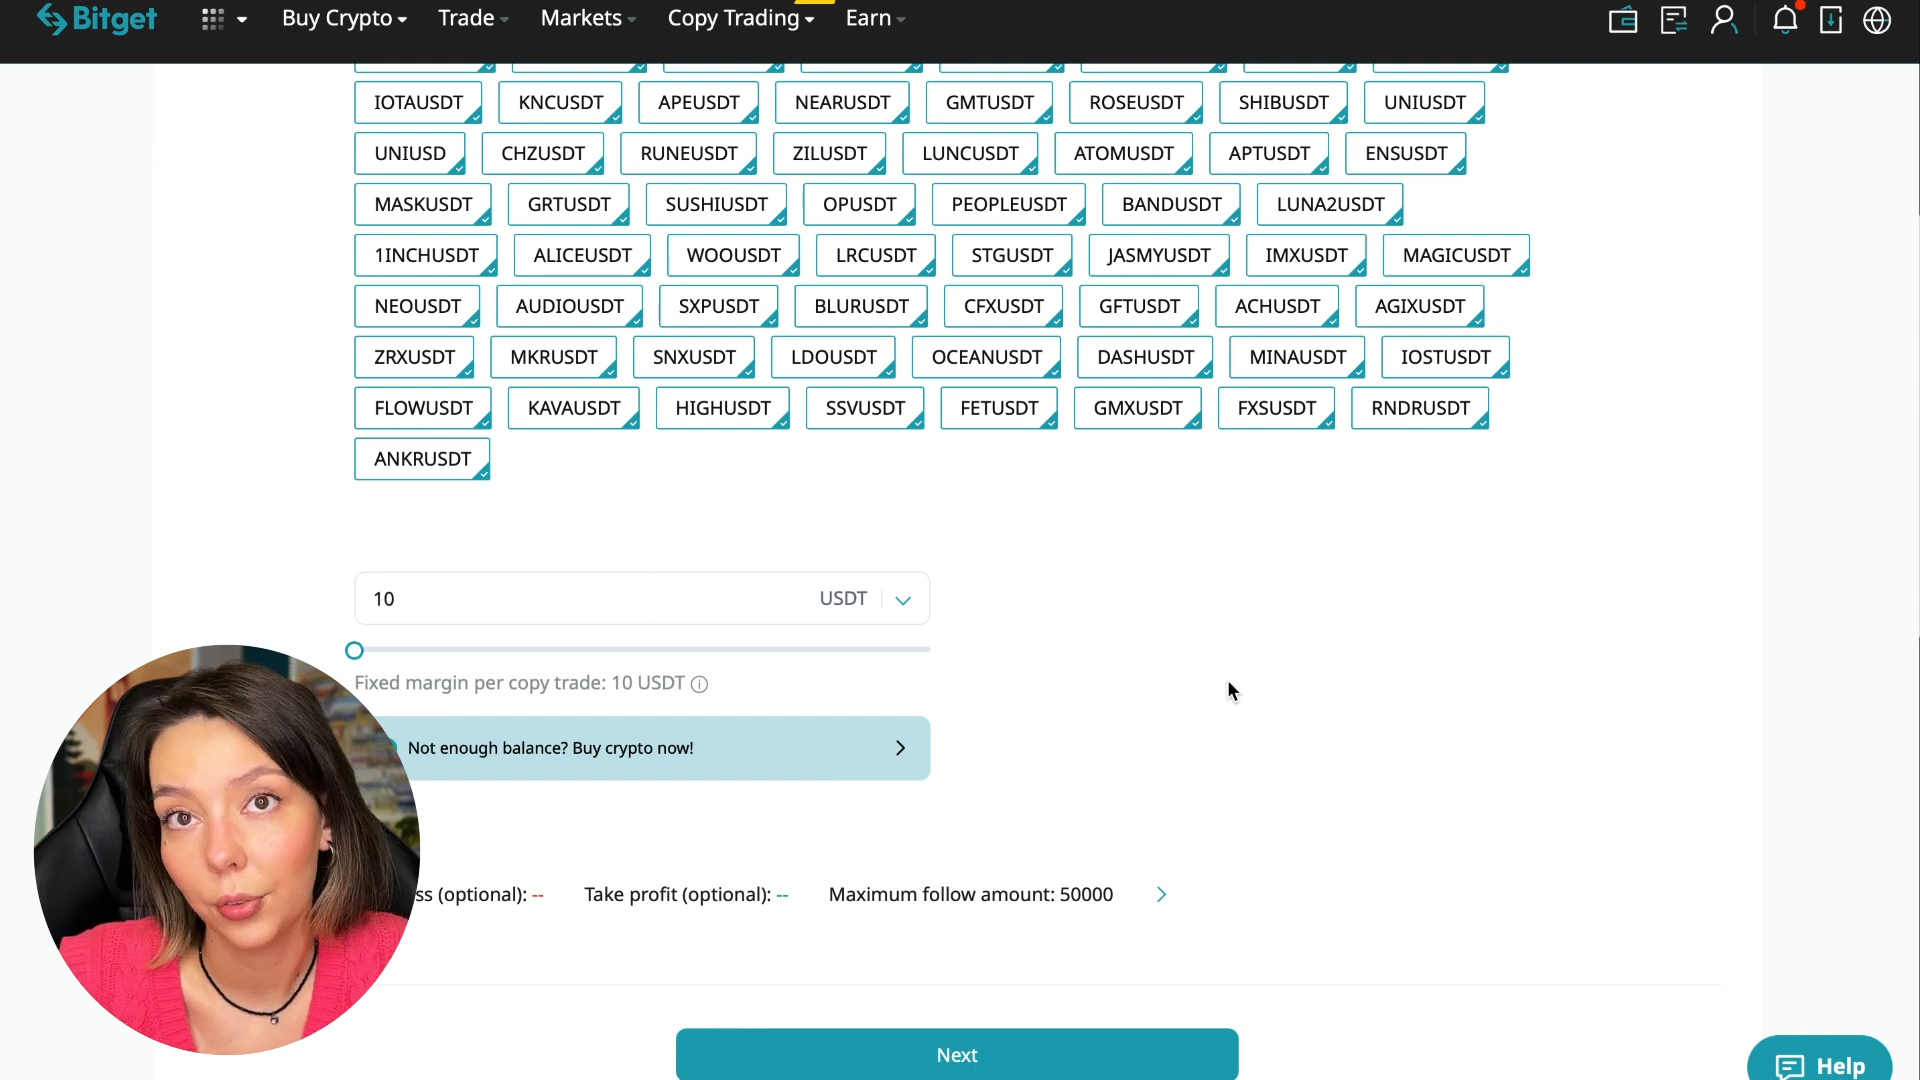 Bitget Buy Crypto Trade Markets Copy Trading Earn
IOTAUSDT KNCUSDT APEUSDT NEARUSDT GMTUSDT ROSEUSDT SHIBUSDT UNIUSDT
UNIUSD CHZUSDT RUNEUSDT ZILUSDT LUNCUSDT ATOMUSDT APTUSDT ENSUSDT
MASKUSDT GRTUSDT SUSHIUSDT OPUSDT PEOPLEUSDT BANDUSDT LUNA2USDT
1INCHUSDT ALICEUSDT WOOUSDT LRCUSDT STGUSDT JASMYUSDT IMXUSDT MAGICUSDT
NEOUSDT AUDIOUSDT SXPUSDT BLURUSDT CFXUSDT GFTUSDT ACHUSDT AGIXUSDT
ZRXUSDT MKRUSDT SNXUSDT LDOUSDT OCEANUSDT DASHUSDT MINAUSDT IOSTUSDT
FLOWUSDT KAVAUSDT HIGHUSDT SSVUSDT FETUSDT GMXUSDT FXSUSDT RNDRUSDT
ANKRUSDT
10 USDT
Fixed margin per copy trade: 10 USDT
Not enough balance? Buy crypto now!
ss (optional): -- Take profit (optional): -- Maximum follow amount: 50000
Next
Help